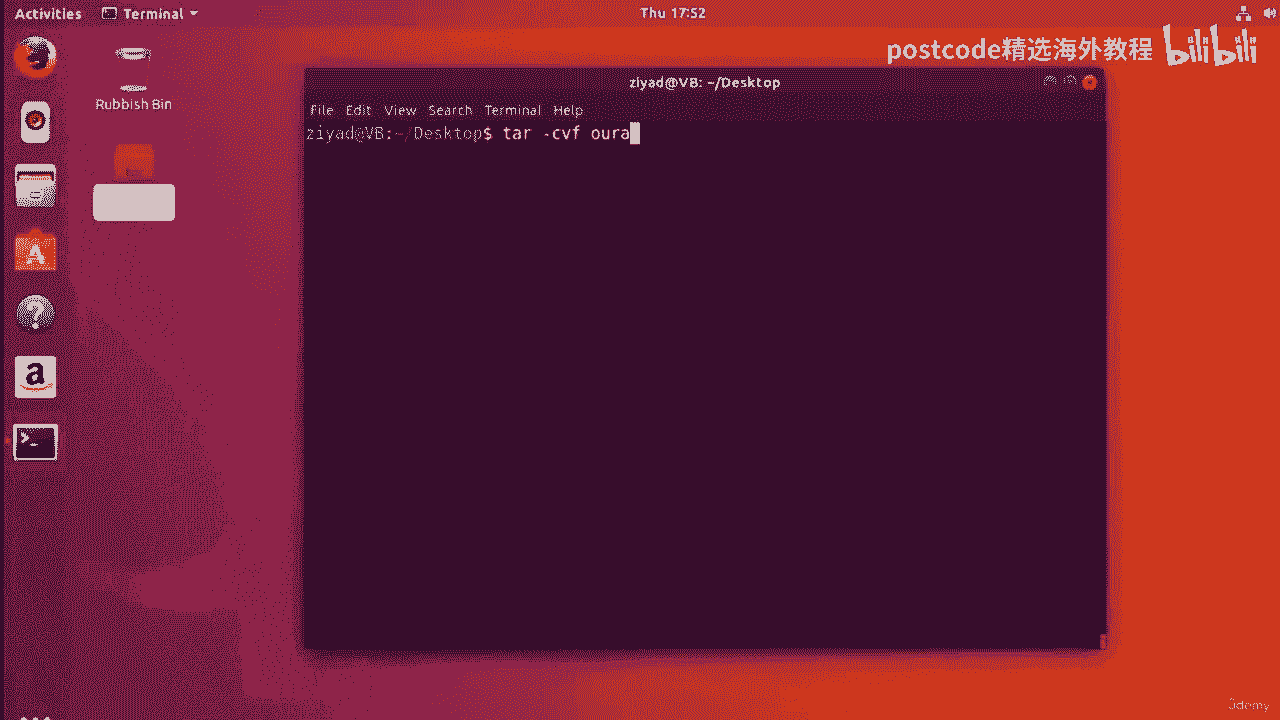 Activities Terminal Thu 17:52
postcode精选海外教程 bilibili
Rubbish Bin
ziyad@VB: ~/Desktop
File Edit View Search Terminal Help
ziyad@VB:~/Desktop$ tar -cvf oura
ûdemy